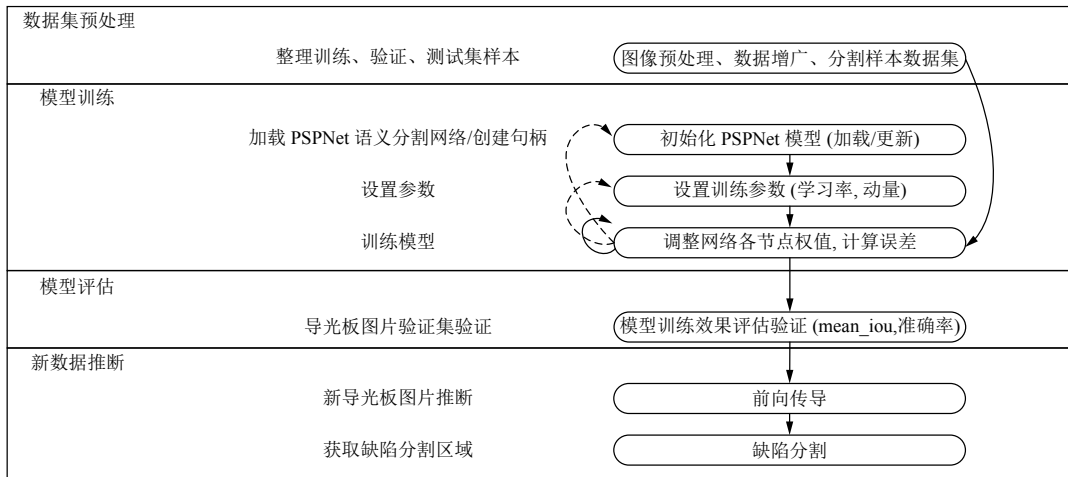 数据集预处理
整理训练、验证、测试集样本
图像预处理、数据增广、分割样本数据集
模型训练
加载 PSPNet 语义分割网络/创建句柄
初始化 PSPNet 模型 (加载/更新)
设置参数
设置训练参数 (学习率, 动量)
训练模型
调整网络各节点权值, 计算误差
模型评估
导光板图片验证集验证
模型训练效果评估验证 (mean_iou,准确率)
新数据推断
新导光板图片推断
前向传导
获取缺陷分割区域
缺陷分割